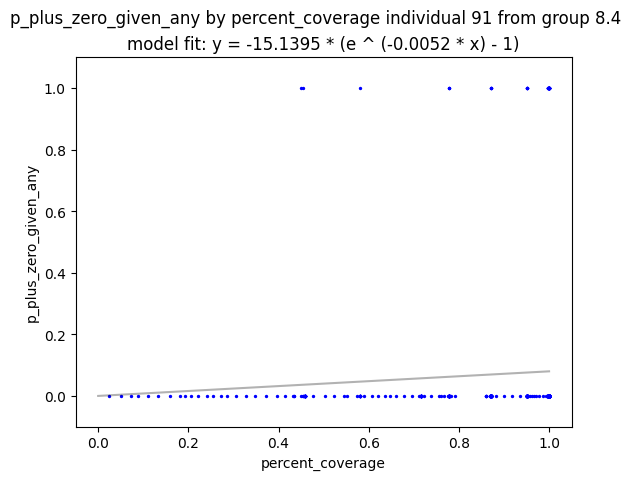 p_plus_zero_given_any by percent_coverage individual 91 from group 8.4
model fit: y = -15.1395 * (e ^ (-0.0052 * x) - 1)
1.0
0.8
0.6
0.4
0.2
0.0
p_plus_zero_given_any
0.0 0.2 0.4 0.6 0.8 1.0
percent_coverage